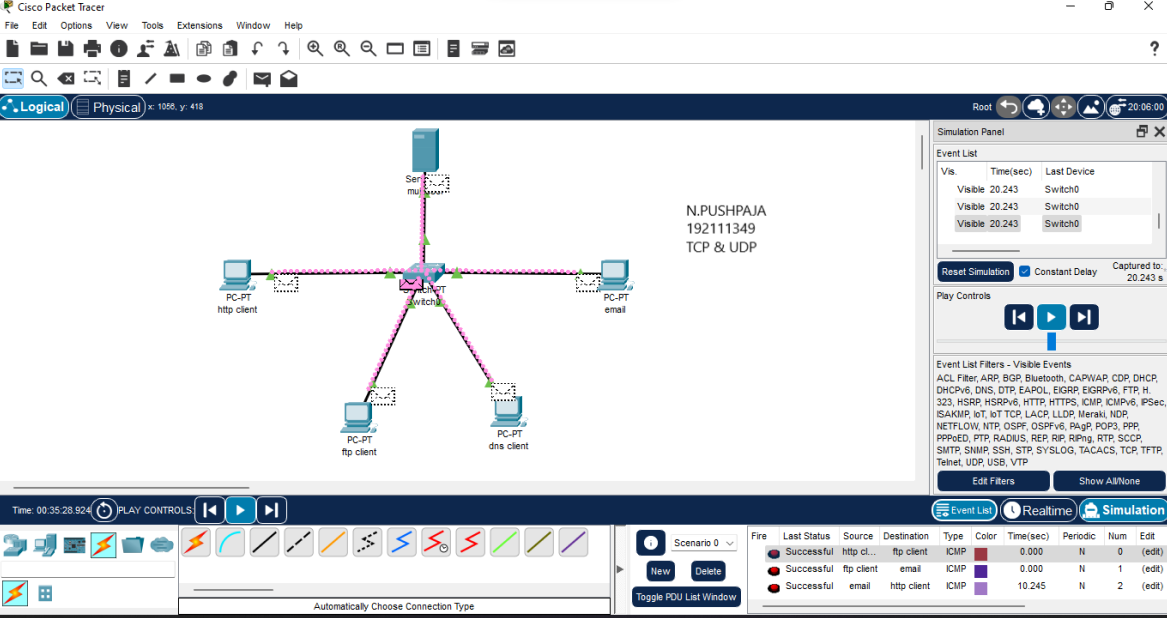 Cisco Packet Tracer
File Edit Options View Tools Extensions Window Help
Logical Physical x: 1056, y: 418 Root 20:06:00
Simulation Panel
Event List
Vis. Time(sec) Last Device
Visible 20.243 Switch0
Visible 20.243 Switch0
Visible 20.243 Switch0
Reset Simulation Constant Delay Captured to:
20.243 s
Play Controls
Event List Filters - Visible Events
ACL Filter, ARP, BGP, Bluetooth, CAPWAP, CDP, DHCP,
DHCPv6, DNS, DTP, EAPOL, EIGRP, EIGRPv6, FTP, H.
323, HSRP, HSRPv6, HTTP, HTTPS, ICMP, ICMPv6, IPSec,
ISAKMP, IoT, IoT TCP, LACP, LLDP, Meraki, NDP,
NETFLOW, NTP, OSPF, OSPFv6, PAgP, POP3, PPP,
PPPoED, PTP, RADIUS, REP, RIP, RIPng, RTP, SCCP,
SMTP, SNMP, SSH, STP, SYSLOG, TACACS, TCP, TFTP,
Telnet, UDP, USB, VTP
Edit Filters Show All/None
N.PUSHPAJA
192111349
TCP & UDP
PC-PT
http client
Switch0
PC-PT
email
PC-PT
ftp client
PC-PT
dns client
Time: 00:35:28.924 PLAY CONTROLS:
Event List Realtime Simulation
Automatically Choose Connection Type
Scenario 0
New Delete
Toggle PDU List Window
Fire Last Status Source Destination Type Color Time(sec) Periodic Num Edit
Successful http cl... ftp client ICMP 0.000 N 0 (edit)
Successful ftp client email ICMP 0.000 N 1 (edit)
Successful email http client ICMP 10.245 N 2 (edit)